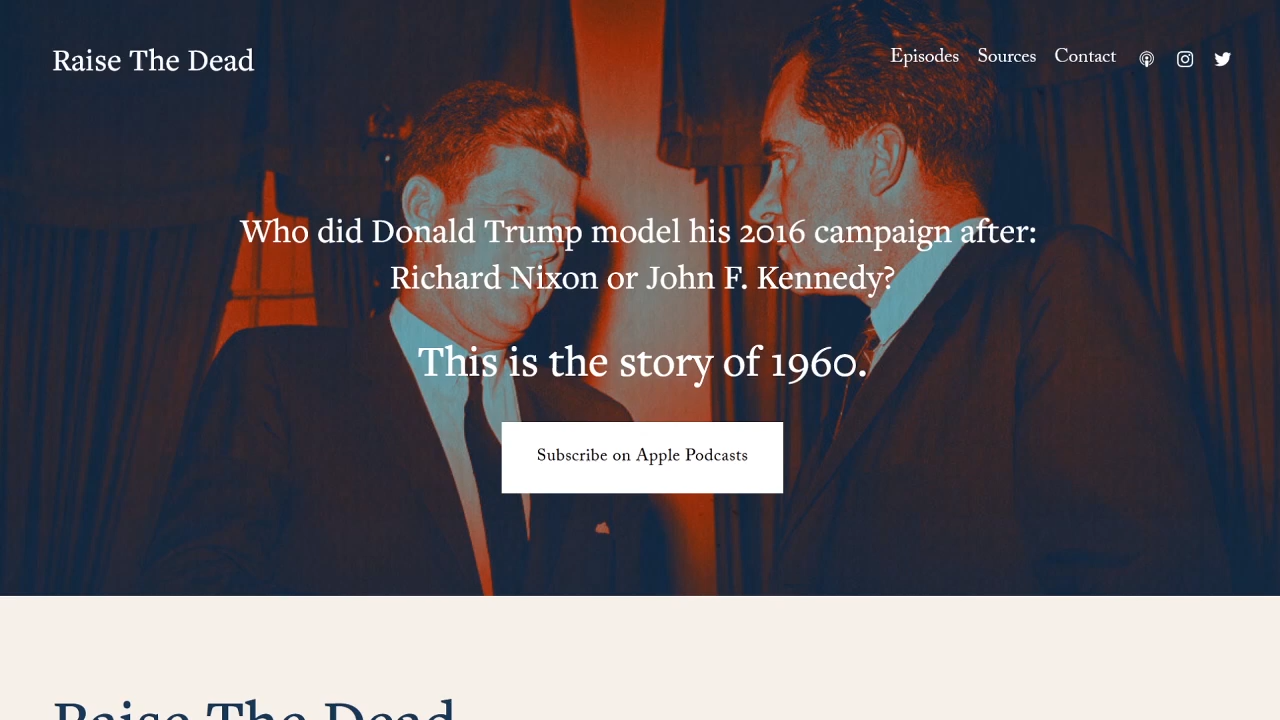 Raise The Dead
Episodes Sources Contact
Who did Donald Trump model his 2016 campaign after:
Richard Nixon or John F. Kennedy?
This is the story of 1960.
Subscribe on Apple Podcasts
Raise The Dead